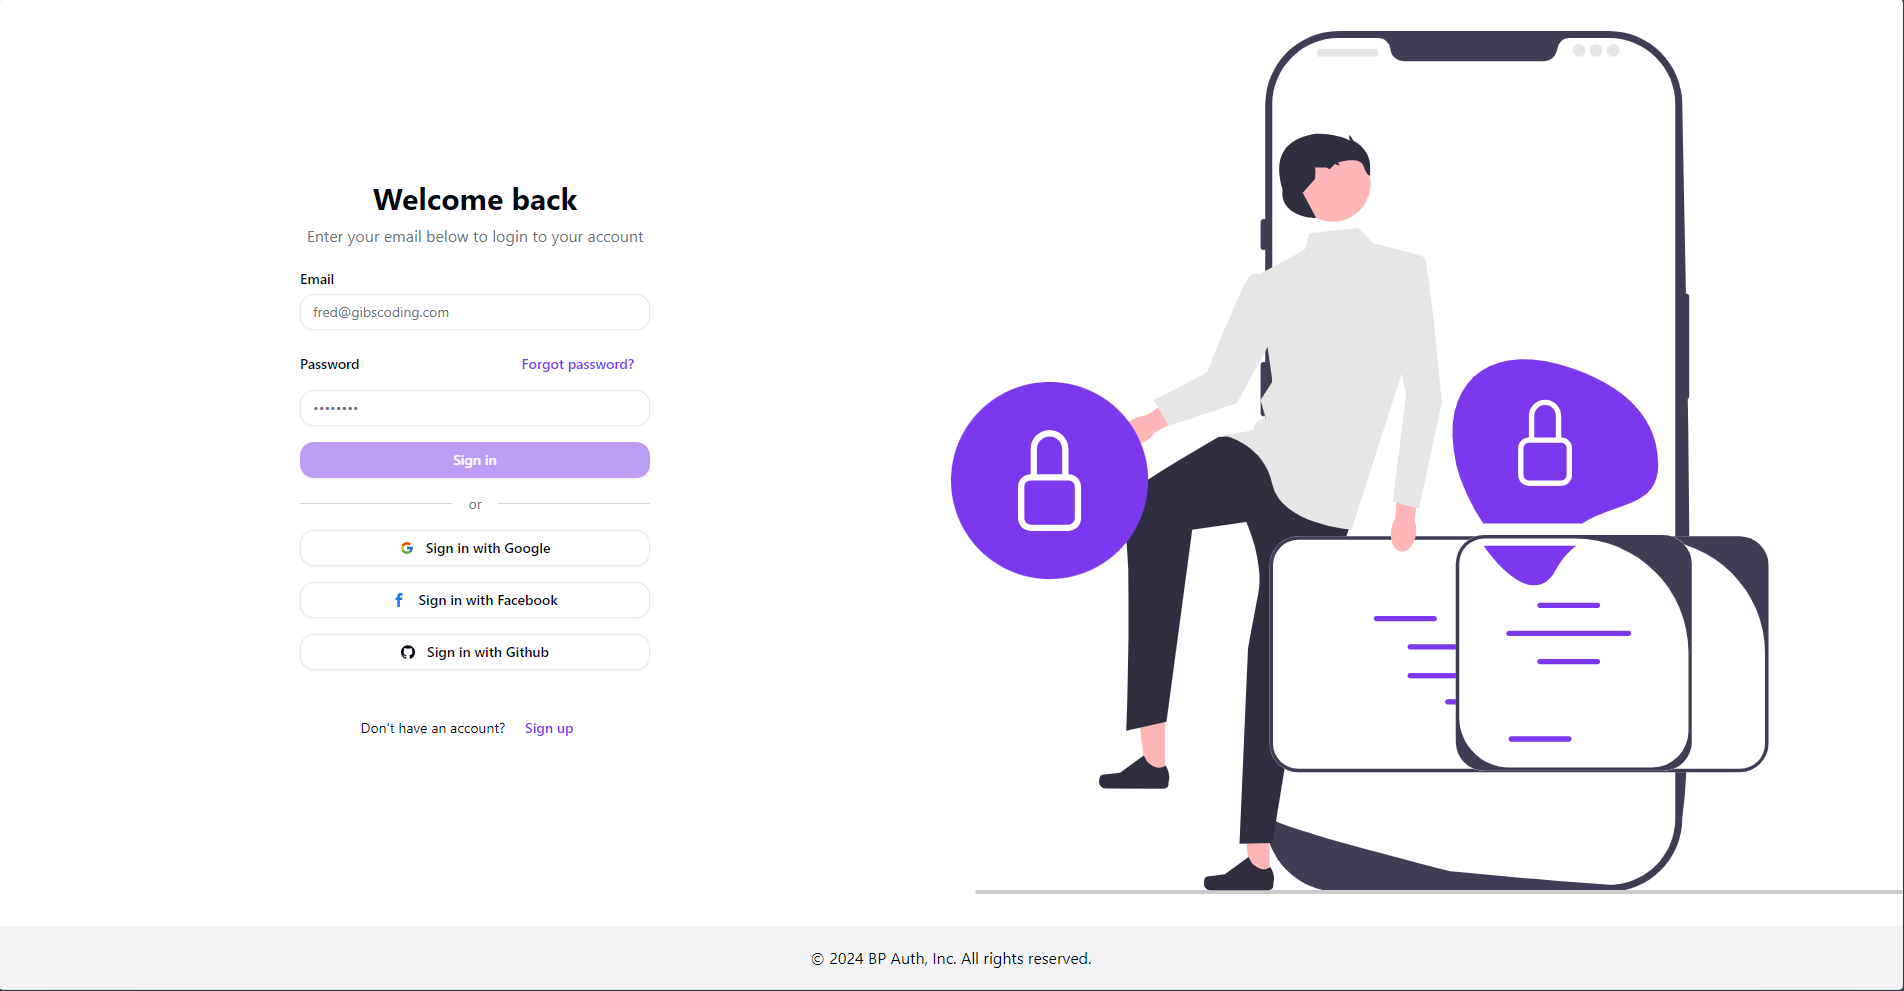 Welcome back
Enter your email below to login to your account
Email
fred@gibscoding.com
Password Forgot password?
••••••••
Sign in
or
Sign in with Google
Sign in with Facebook
Sign in with Github
Don't have an account? Sign up
© 2024 BP Auth, Inc. All rights reserved.